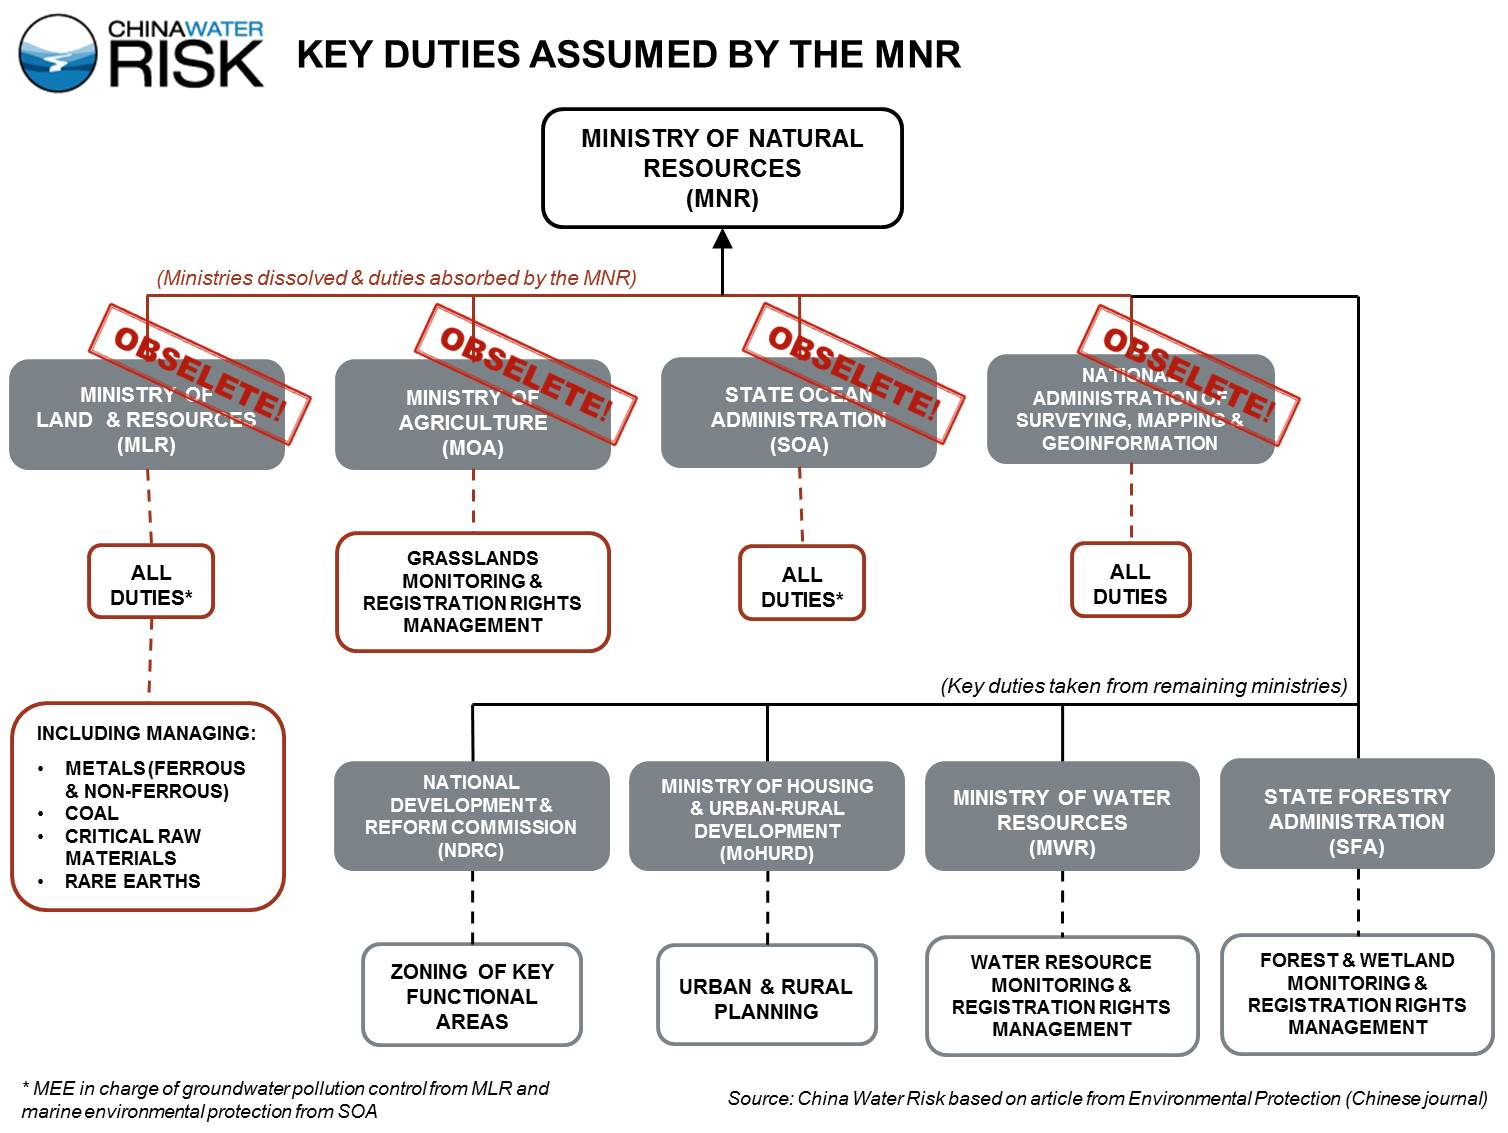 CHINAWATER
RISK
KEY DUTIES ASSUMED BY THE MNR
MINISTRY OF NATURAL
RESOURCES
(MNR)
(Ministries dissolved & duties absorbed by the MNR)
OBSELETE!
MINISTRY OF
LAND & RESOURCES
(MLR)
OBSELETE!
MINISTRY OF
AGRICULTURE
(MOA)
OBSELETE!
STATE OCEAN
ADMINISTRATION
(SOA)
OBSELETE!
NATIONAL
ADMINISTRATION OF
SURVEYING, MAPPING &
GEOINFORMATION
ALL
DUTIES*
GRASSLANDS
MONITORING &
REGISTRATION RIGHTS
MANAGEMENT
ALL
DUTIES*
ALL
DUTIES
INCLUDING MANAGING:
• METALS (FERROUS
& NON-FERROUS)
• COAL
• CRITICAL RAW
MATERIALS
• RARE EARTHS
(Key duties taken from remaining ministries)
NATIONAL
DEVELOPMENT &
REFORM COMMISSION
(NDRC)
MINISTRY OF HOUSING
& URBAN-RURAL
DEVELOPMENT
(MoHURD)
MINISTRY OF WATER
RESOURCES
(MWR)
STATE FORESTRY
ADMINISTRATION
(SFA)
ZONING OF KEY
FUNCTIONAL
AREAS
URBAN & RURAL
PLANNING
WATER RESOURCE
MONITORING &
REGISTRATION RIGHTS
MANAGEMENT
FOREST & WETLAND
MONITORING &
REGISTRATION RIGHTS
MANAGEMENT
* MEE in charge of groundwater pollution control from MLR and
marine environmental protection from SOA
Source: China Water Risk based on article from Environmental Protection (Chinese journal)